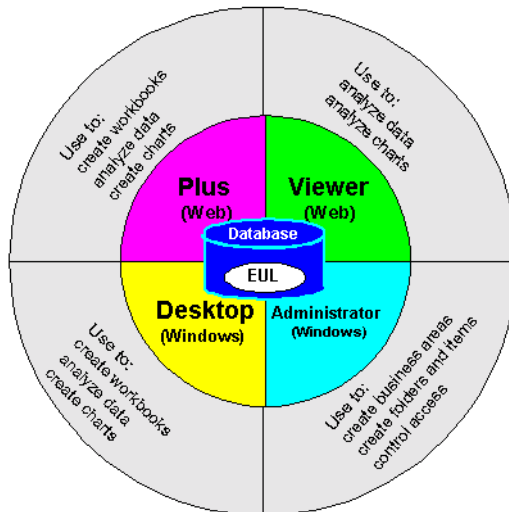 Use to:
create workbooks
analyze data
create charts
Use to:
analyze data
analyze charts
Plus
(Web)
Viewer
(Web)
Database
EUL
Desktop
(Windows)
Administrator
(Windows)
Use to:
create workbooks
analyze data
create charts
Use to:
create business areas
create folders and items
control access